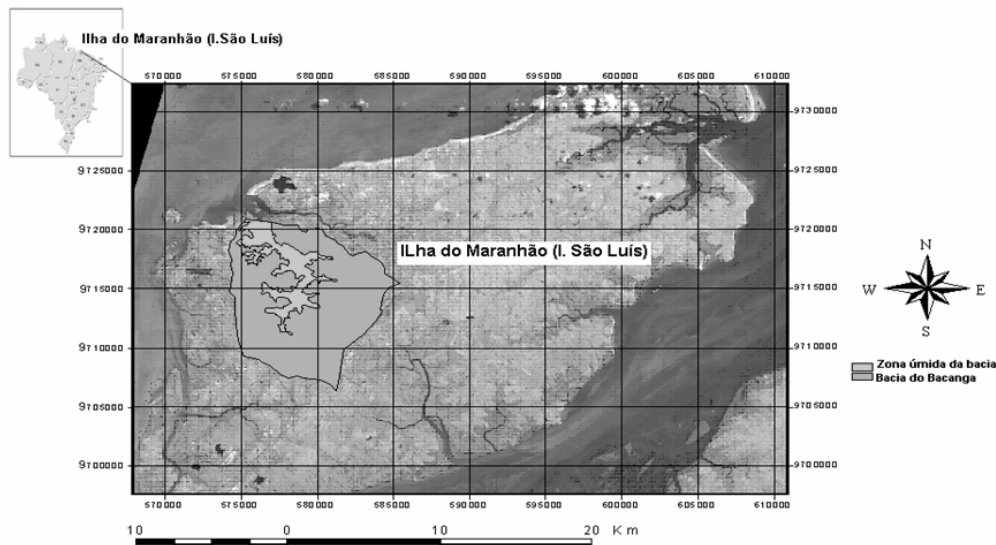 Ilha do Maranhão (I.São Luís)
570000 575000 580000 585000 590000 595000 600000 605000 610000
9730000 9730000
9725000 9725000
9720000 9720000
ILha do Maranhão (I. São Luís)
9715000 9715000
9710000 9710000
9705000 9705000
9700000 9700000
570000 575000 580000 585000 590000 595000 600000 605000 610000
N
W E
S
Zona úmida da bacia
Bacia do Bacanga
10 0 10 20 Km